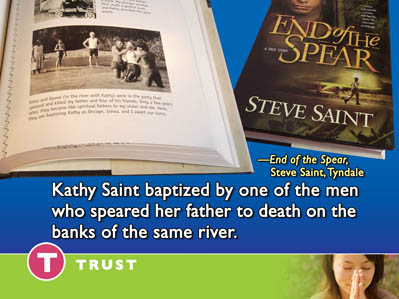 Kimo and Dyuwi (in the river with Kathy) were in the party that
speared and killed my father and four of his friends. Only a few years
later, they became like spiritual fathers to my sister and me. Here,
they are baptizing Kathy as Oncaye, Iniwa, and I await our turn.
END of the
SPEAR
A TRUE STORY
STEVE SAINT
—End of the Spear,
Steve Saint, Tyndale
Kathy Saint baptized by one of the men
who speared her father to death on the
banks of the same river.
T TRUST